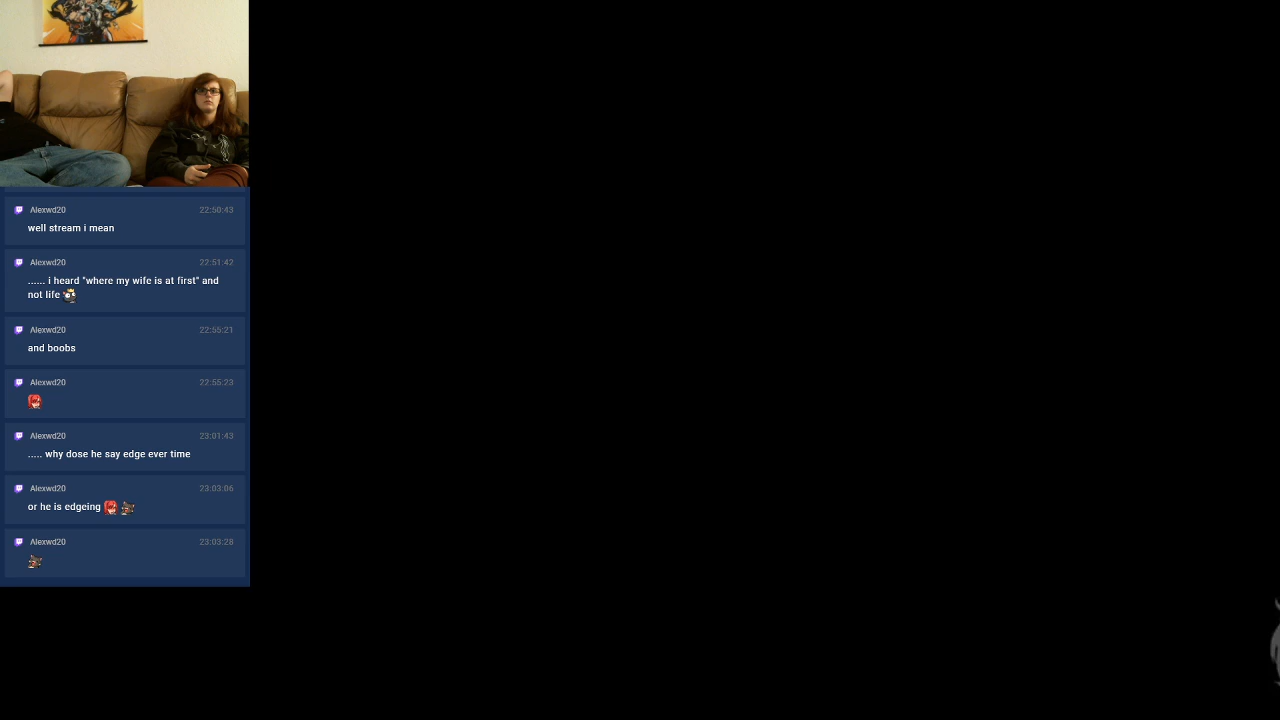 Alexwd20 22:50:43
well stream i mean
Alexwd20 22:51:42
...... i heard "where my wife is at first" and
not life
Alexwd20 22:55:21
and boobs
Alexwd20 22:55:23
Alexwd20 23:01:43
..... why dose he say edge ever time
Alexwd20 23:03:06
or he is edgeing
Alexwd20 23:03:28